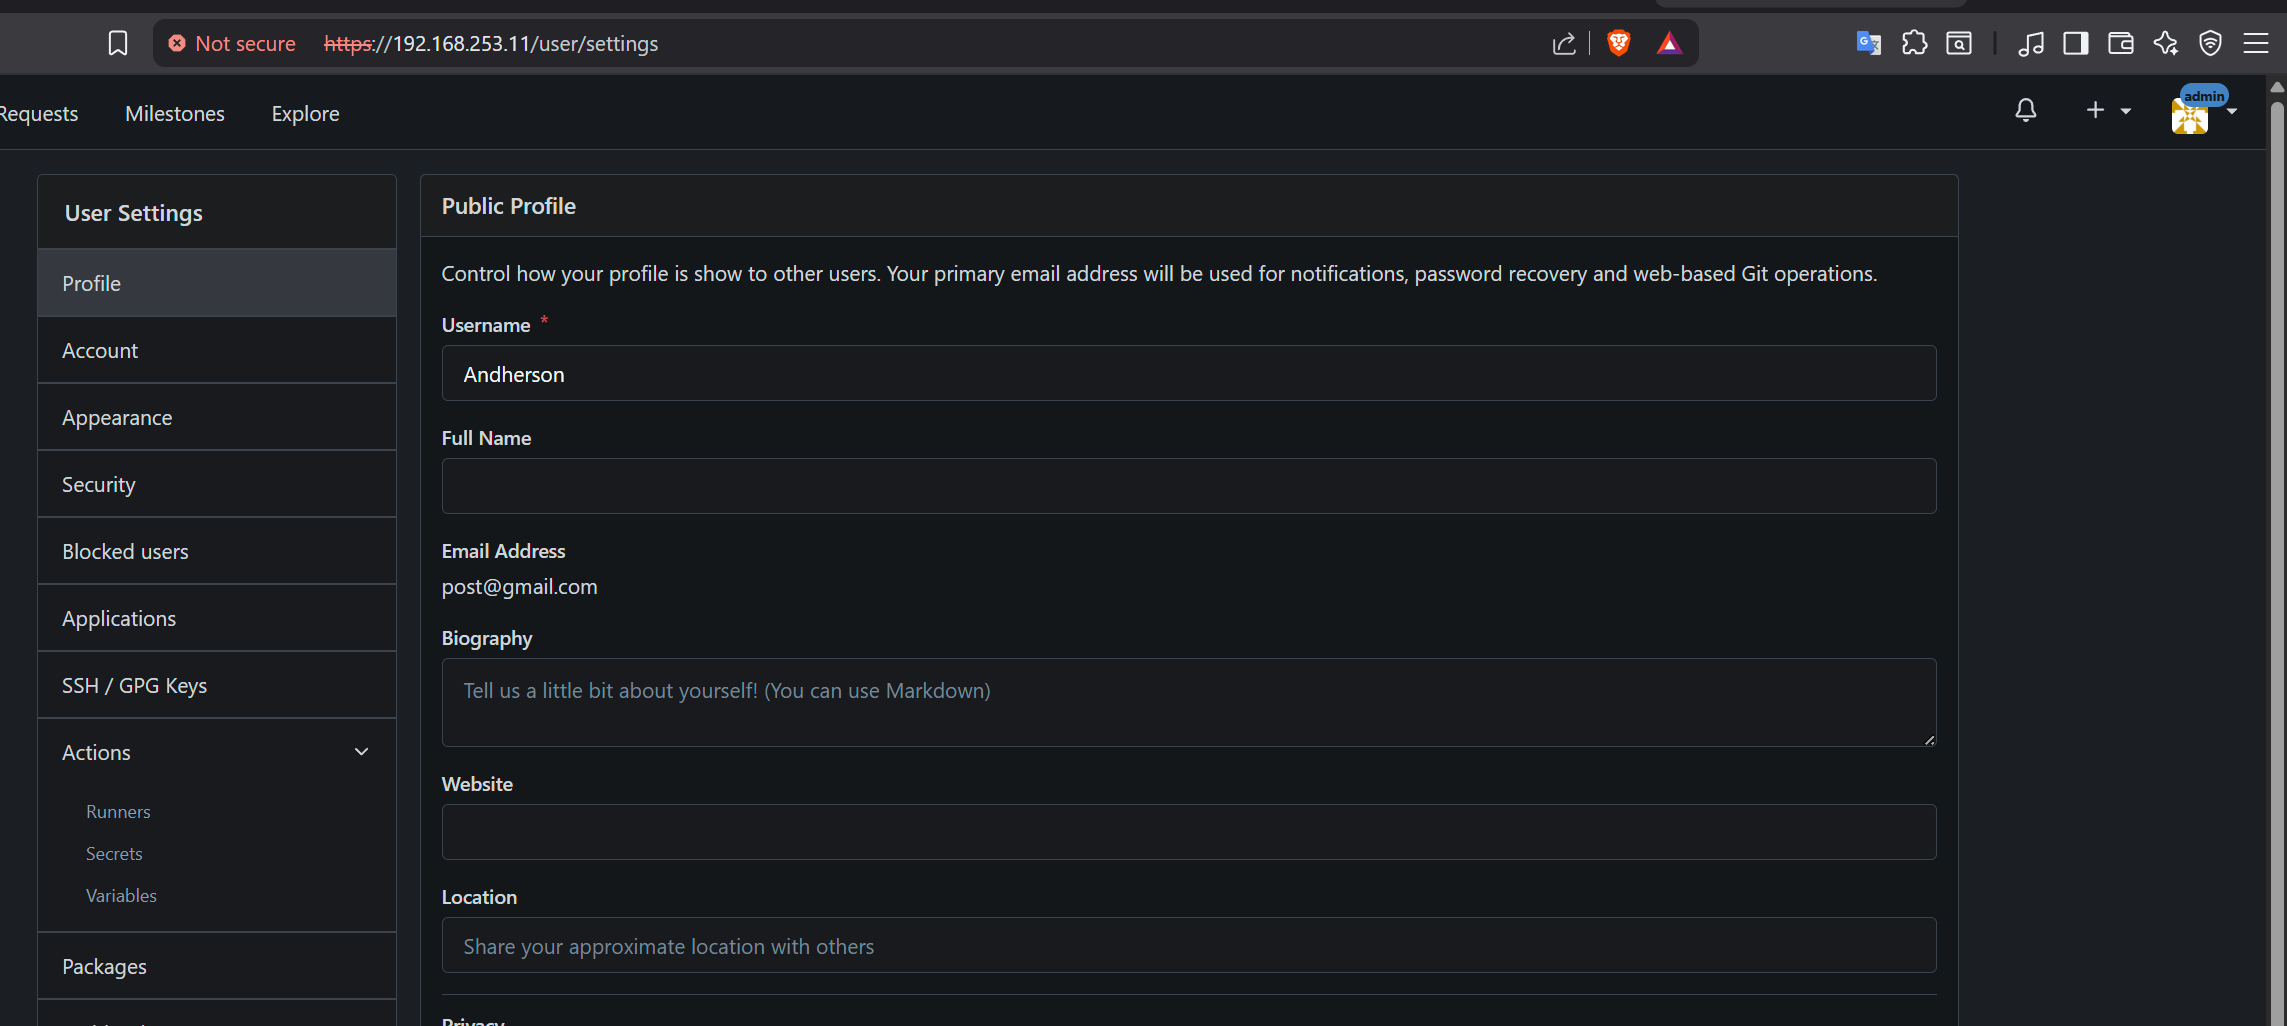 Not secure https://192.168.253.11/user/settings
Requests Milestones Explore
admin
User Settings
Profile
Account
Appearance
Security
Blocked users
Applications
SSH / GPG Keys
Actions
Runners
Secrets
Variables
Packages
Public Profile
Control how your profile is show to other users. Your primary email address will be used for notifications, password recovery and web-based Git operations.
Username *
Andherson
Full Name
Email Address
post@gmail.com
Biography
Tell us a little bit about yourself! (You can use Markdown)
Website
Location
Share your approximate location with others
Privacy